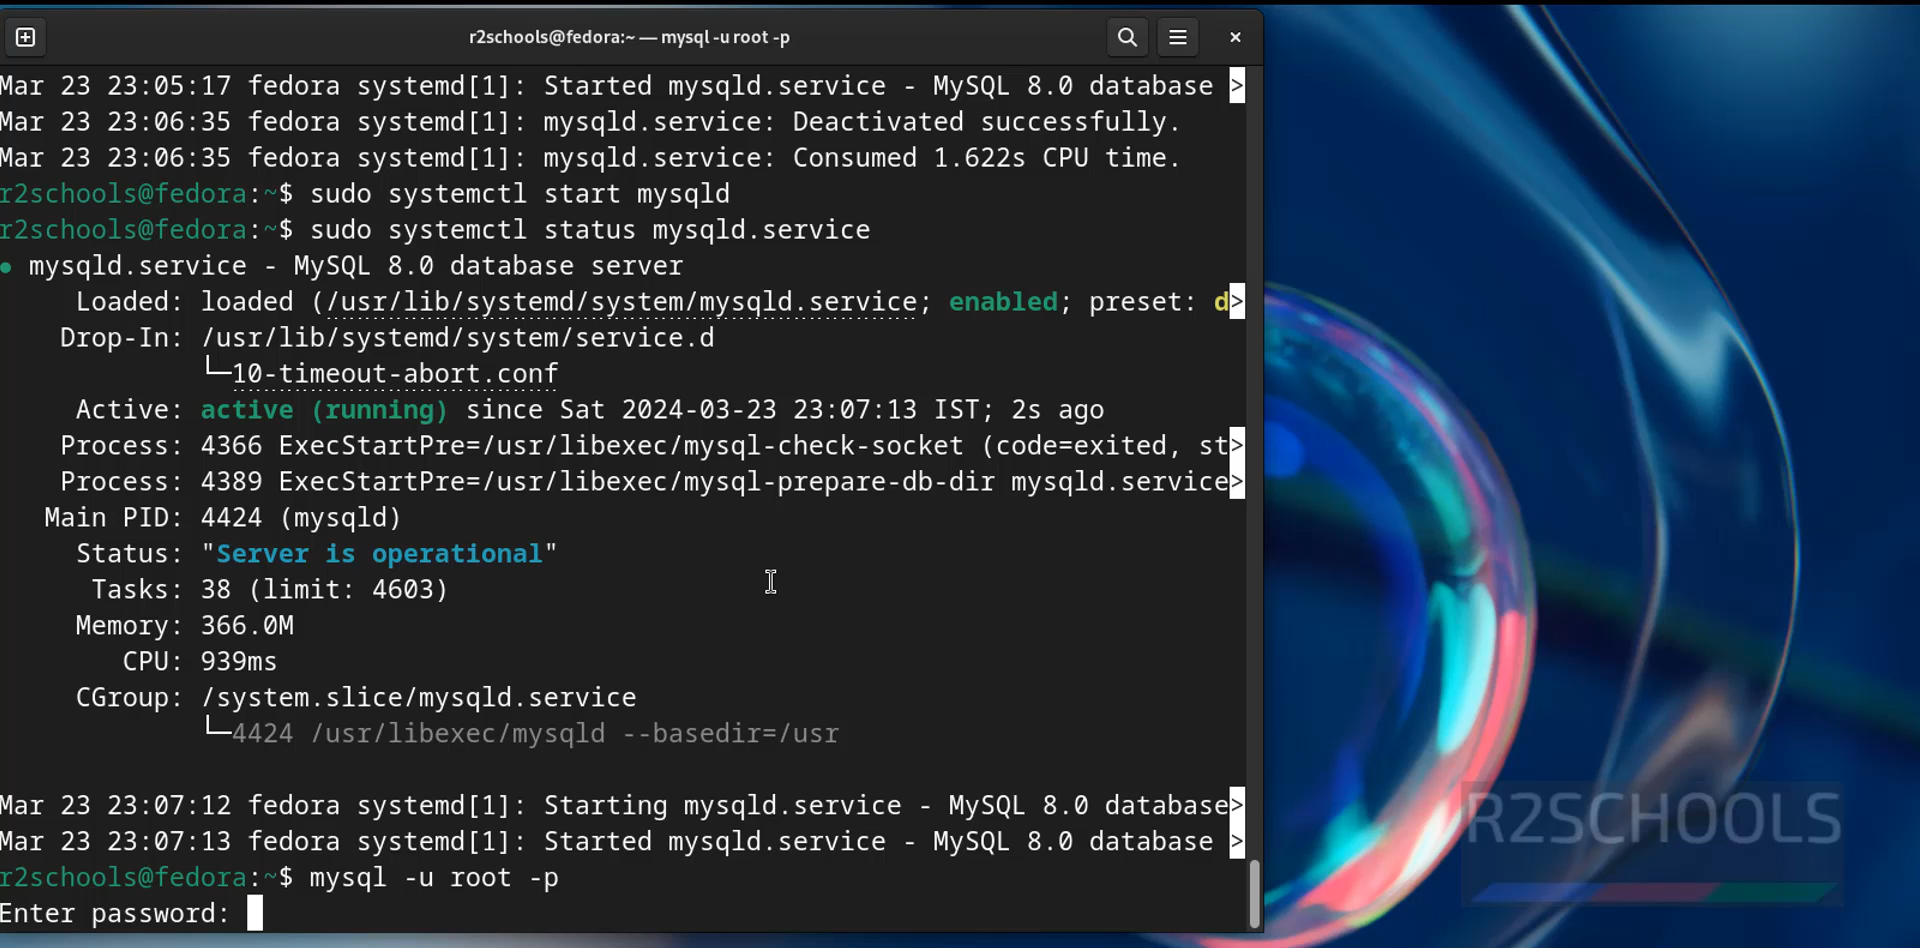 r2schools@fedora:~ — mysql -u root -p
Mar 23 23:05:17 fedora systemd[1]: Started mysqld.service - MySQL 8.0 database >
Mar 23 23:06:35 fedora systemd[1]: mysqld.service: Deactivated successfully.
Mar 23 23:06:35 fedora systemd[1]: mysqld.service: Consumed 1.622s CPU time.
r2schools@fedora:~$ sudo systemctl start mysqld
r2schools@fedora:~$ sudo systemctl status mysqld.service
● mysqld.service - MySQL 8.0 database server
     Loaded: loaded (/usr/lib/systemd/system/mysqld.service; enabled; preset: d>
    Drop-In: /usr/lib/systemd/system/service.d
             └─10-timeout-abort.conf
     Active: active (running) since Sat 2024-03-23 23:07:13 IST; 2s ago
    Process: 4366 ExecStartPre=/usr/libexec/mysql-check-socket (code=exited, st>
    Process: 4389 ExecStartPre=/usr/libexec/mysql-prepare-db-dir mysqld.service>
   Main PID: 4424 (mysqld)
     Status: "Server is operational"
      Tasks: 38 (limit: 4603)
     Memory: 366.0M
        CPU: 939ms
     CGroup: /system.slice/mysqld.service
             └─4424 /usr/libexec/mysqld --basedir=/usr
Mar 23 23:07:12 fedora systemd[1]: Starting mysqld.service - MySQL 8.0 database>
Mar 23 23:07:13 fedora systemd[1]: Started mysqld.service - MySQL 8.0 database >
r2schools@fedora:~$ mysql -u root -p
Enter password:
R2SCHOOLS